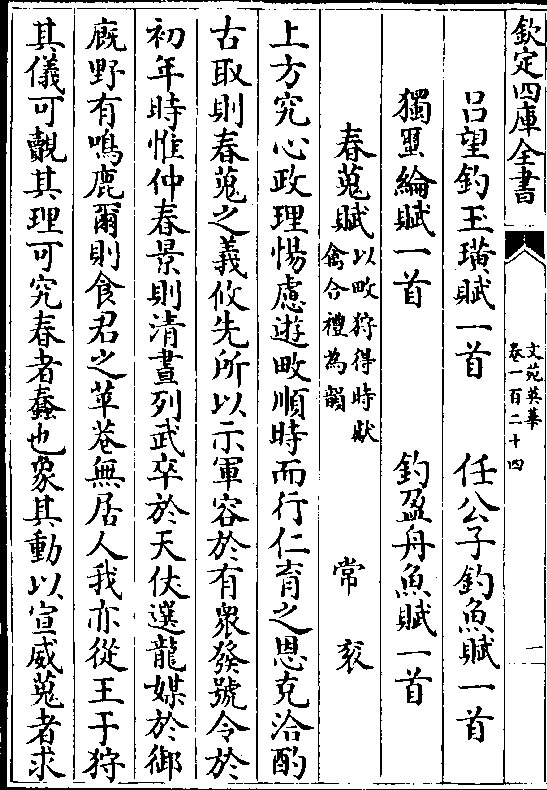 欽定四庫全書
文苑英華
卷一百二十四
一
呂望釣玉璜賦一首 任公子釣魚賦一首
獨繭綸賦一首 釣盈舟魚賦一首
春蒐賦以畋狩得時獻禽合禮為韻 常袞
上方究心政理惕慮遊畋順時而行仁育之恩克洽酌
古取則春蒐之義攸先所以示軍容於有衆發號令於
初年時惟仲春景則清晝列武卒於天仗選龍媒於御
廐野有鳴鹿爾則食君之苹菴無居人我亦從王于狩
其儀可覩其理可究春者蠢也象其動以宣威蒐者求